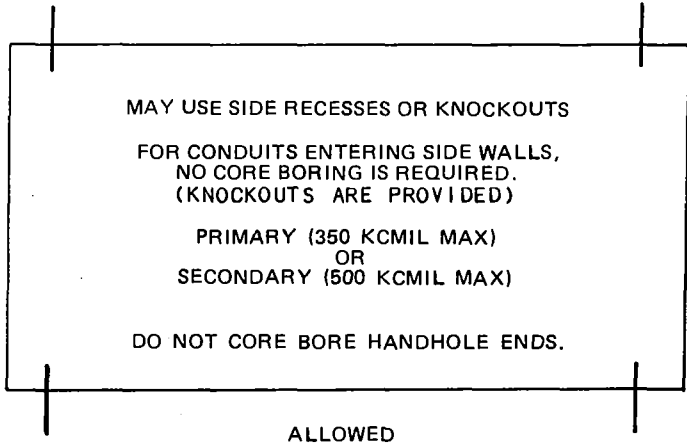 MAY USE SIDE RECESSES OR KNOCKOUTS
FOR CONDUITS ENTERING SIDE WALLS,
NO CORE BORING IS REQUIRED.
(KNOCKOUTS ARE PROVIDED)
PRIMARY (350 KCMIL MAX)
OR
SECONDARY (500 KCMIL MAX)
DO NOT CORE BORE HANDHOLE ENDS.
ALLOWED